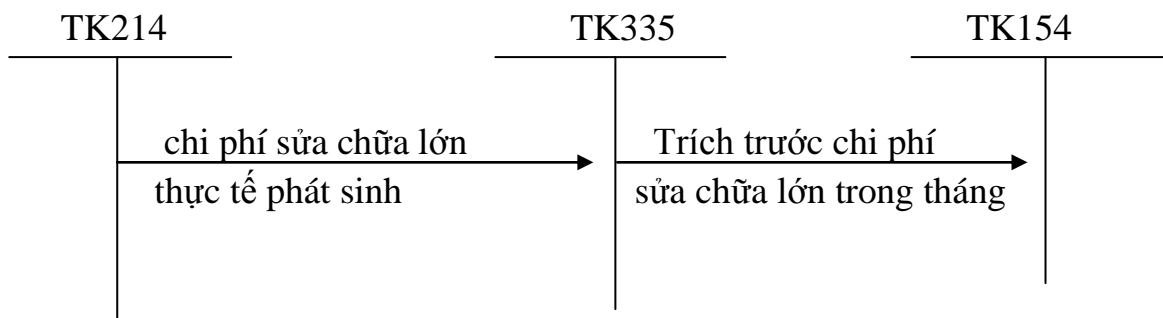 TK214
TK335
TK154
chi phí sửa chữa lớn
thực tế phát sinh
Trích trước chi phí
sửa chữa lớn trong tháng